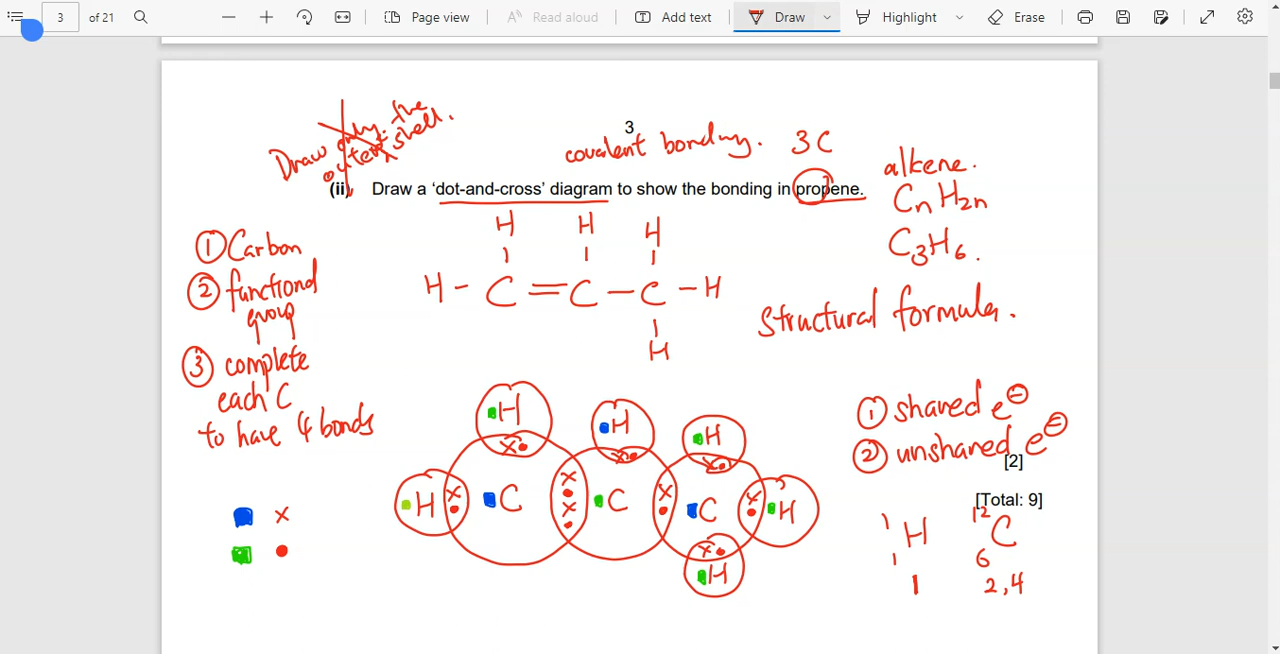 3 of 21 Page view Read aloud Add text Draw Highlight Erase
3
Draw only the
outer shell.
covalent bonding. 3C
alkene.
(ii) Draw a ‘dot-and-cross’ diagram to show the bonding in propene.
CnH2n
C3H6.
① Carbon
② functional
group
③ complete
each C
to have 4 bonds
H H H
H - C = C - C - H
H
structural formula.
① shared e⊖
② unshared e⊖
[2]
H H H
H C C C H
H
[Total: 9]
x
1 H 12 C
1 6
1 2,4